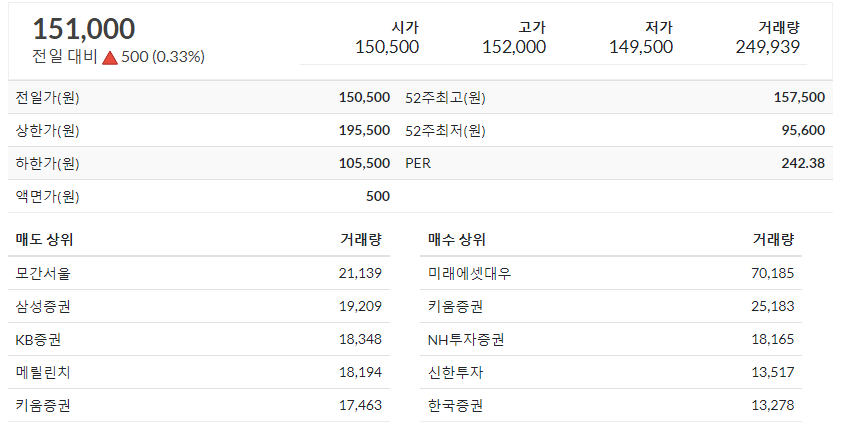 151,000 시가 고가 저가 거래량
전일 대비 ▲ 500 (0.33%) 150,500 152,000 149,500 249,939
전일가(원) 150,500 52주최고(원) 157,500
상한가(원) 195,500 52주최저(원) 95,600
하한가(원) 105,500 PER 242.38
액면가(원) 500
매도 상위 거래량 매수 상위 거래량
모간서울 21,139 미래에셋대우 70,185
삼성증권 19,209 키움증권 25,183
KB증권 18,348 NH투자증권 18,165
메릴린치 18,194 신한투자 13,517
키움증권 17,463 한국증권 13,278